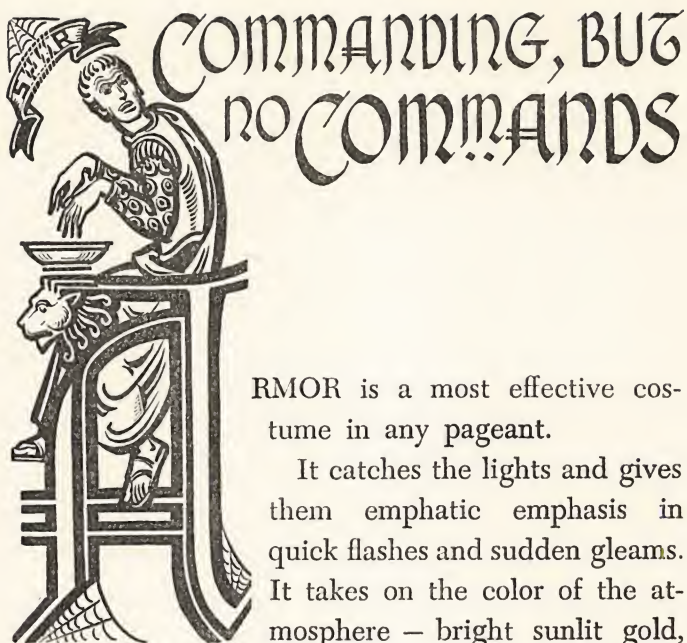 COMMANDING, BUT
NO COMMANDS
ARMOR is a most effective cos-
tume in any pageant.
It catches the lights and gives
them emphatic emphasis in
quick flashes and sudden gleams.
It takes on the color of the at-
mosphere – bright sunlit gold,